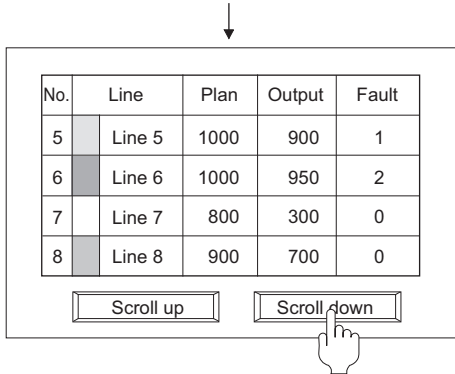 No. Line Plan Output Fault
5 Line 5 1000 900 1
6 Line 6 1000 950 2
7 Line 7 800 300 0
8 Line 8 900 700 0
Scroll up Scroll down